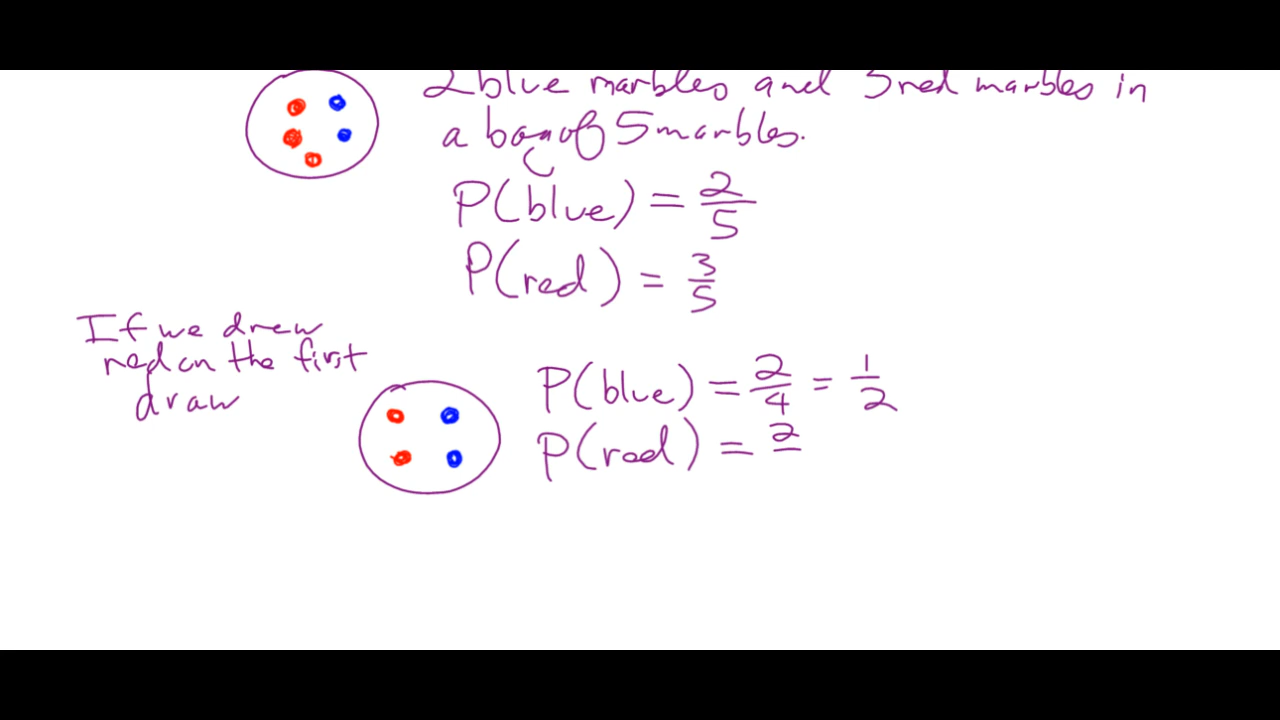 2 blue marbles and 3 red marbles in
a bag of 5 marbles.
P(blue) = 2/5
P(red) = 3/5
If we drew
red on the first
draw
P(blue) = 2/4 = 1/2
P(red) = 2